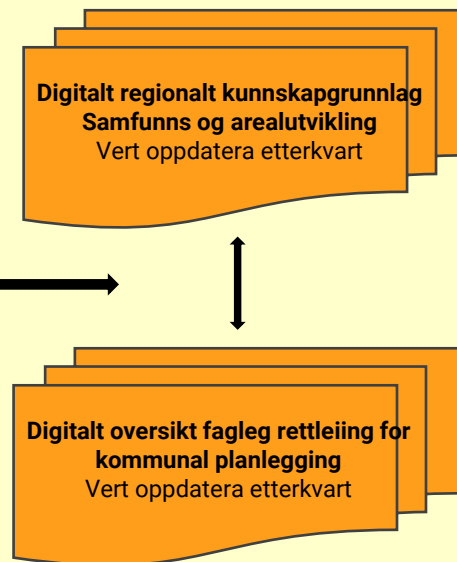 Digitalt regionalt kunnskapgrunnlag
Samfunns og arealutvikling
Vert oppdatera etterkvart
Digitalt oversikt fagleg rettleiing for
kommunal planlegging
Vert oppdatera etterkvart